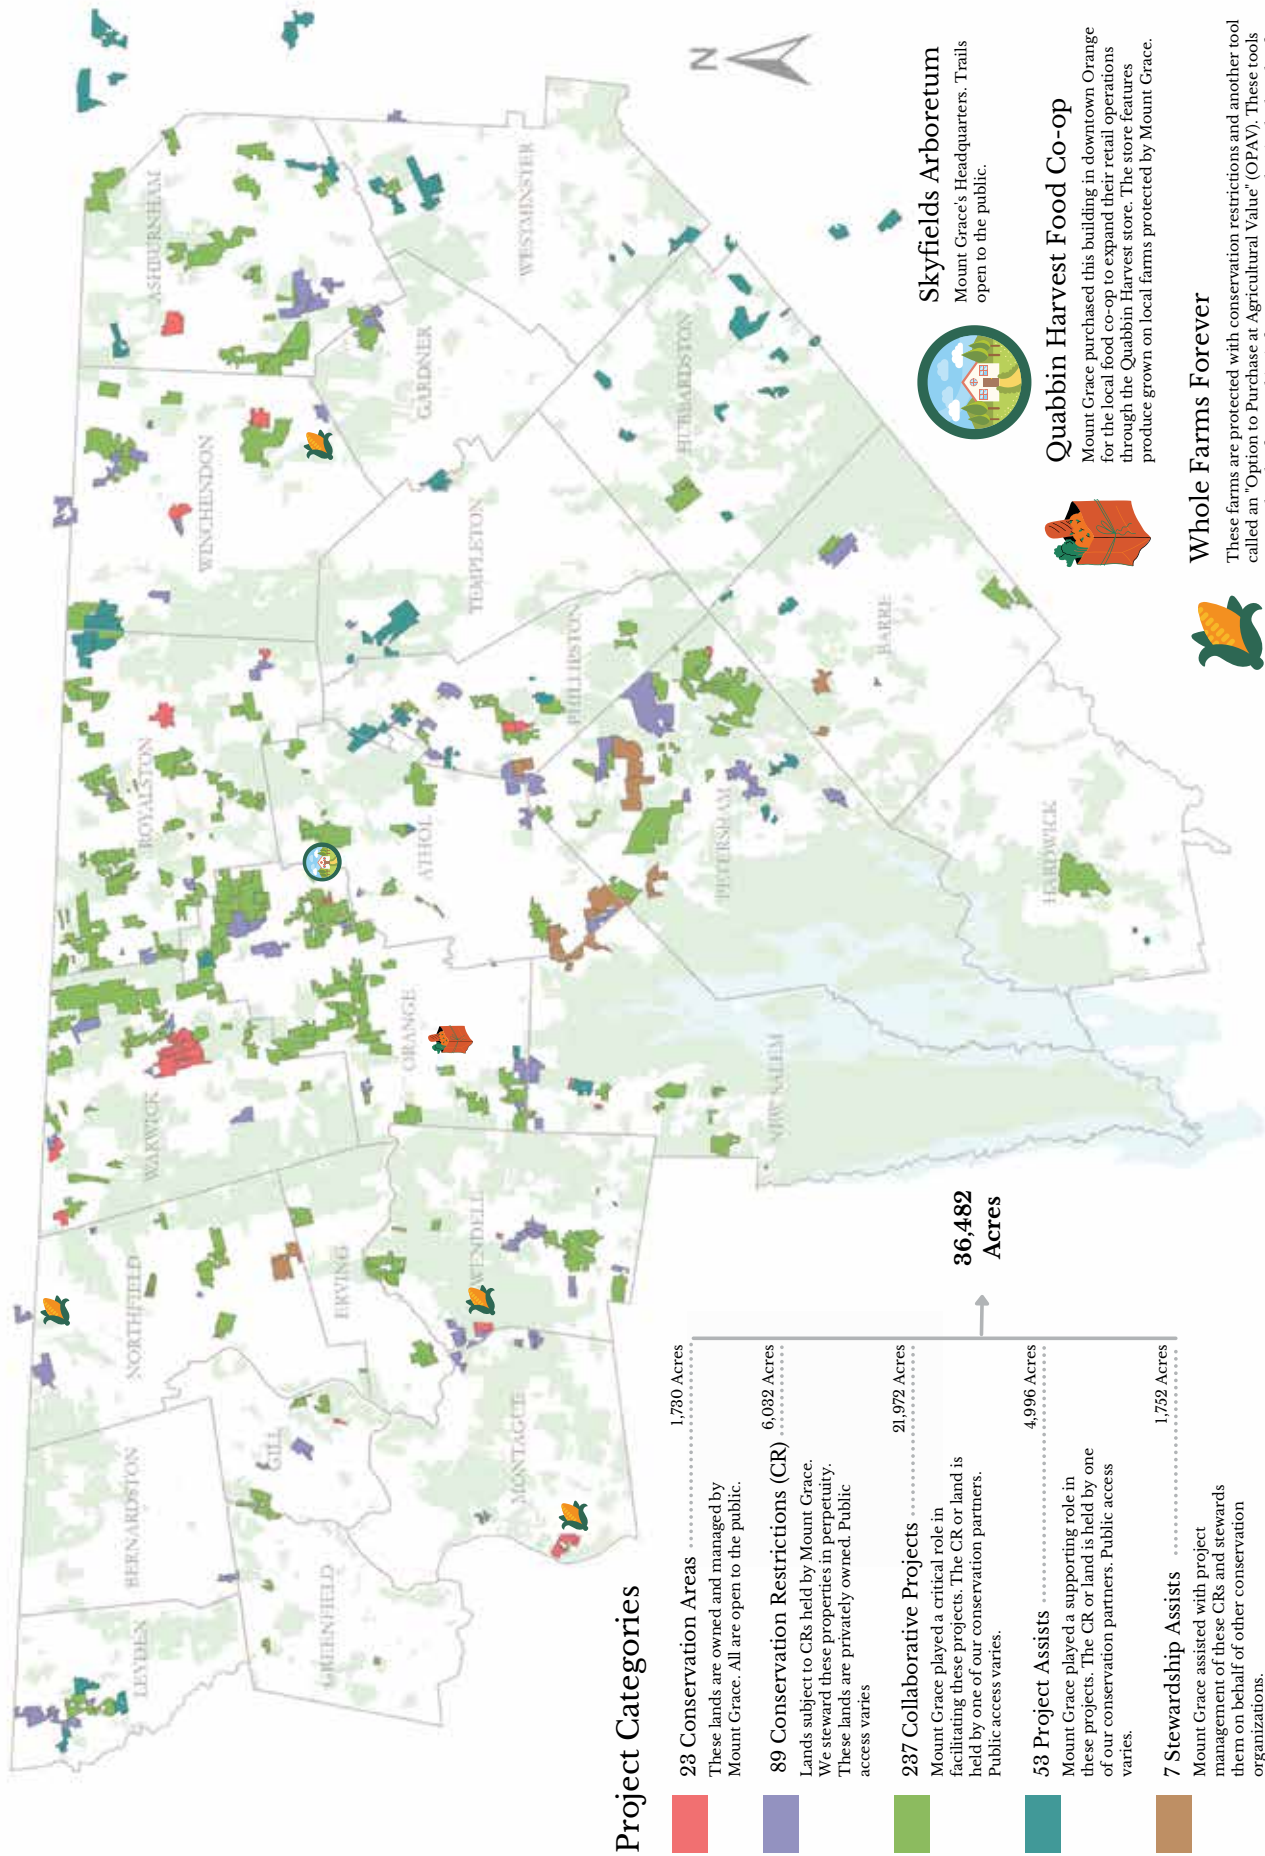 LEYDEN
BERNARDSTON
NORTHFIELD
WARWICK
ROYALSTON
WINCHENDON
ASHBURNHAM
GREENFIELD
GILL
ERVING
ORANGE
ATHOL
TEMPLETON
GARDNER
WESTMINSTER
MONTAGUE
WENDELL
PHILLIPSTON
HUBBARDSTON
NEW SALEM
PETERSHAM
BARRE
HARDWICK
N
Project Categories
23 Conservation Areas 1,730 Acres
These lands are owned and managed by
Mount Grace. All are open to the public.
89 Conservation Restrictions (CR) 6,032 Acres
Lands subject to CRs held by Mount Grace.
We steward these properties in perpetuity.
These lands are privately owned. Public
access varies
237 Collaborative Projects 21,972 Acres
Mount Grace played a critical role in
facilitating these projects. The CR or land is
held by one of our conservation partners.
Public access varies.
53 Project Assists 4,996 Acres
Mount Grace played a supporting role in
these projects. The CR or land is held by one
of our conservation partners. Public access
varies.
7 Stewardship Assists 1,752 Acres
Mount Grace assisted with project
management of these CRs and stewards
them on behalf of other conservation
organizations.
36,482
Acres
Skyfields Arboretum
Mount Grace's Headquarters. Trails
open to the public.
Quabbin Harvest Food Co-op
Mount Grace purchased this building in downtown Orange
for the local food co-op to expand their retail operations
through the Quabbin Harvest store. The store features
produce grown on local farms protected by Mount Grace.
Whole Farms Forever
These farms are protected with conservation restrictions and another tool
called an "Option to Purchase at Agricultural Value" (OPAV). These tools